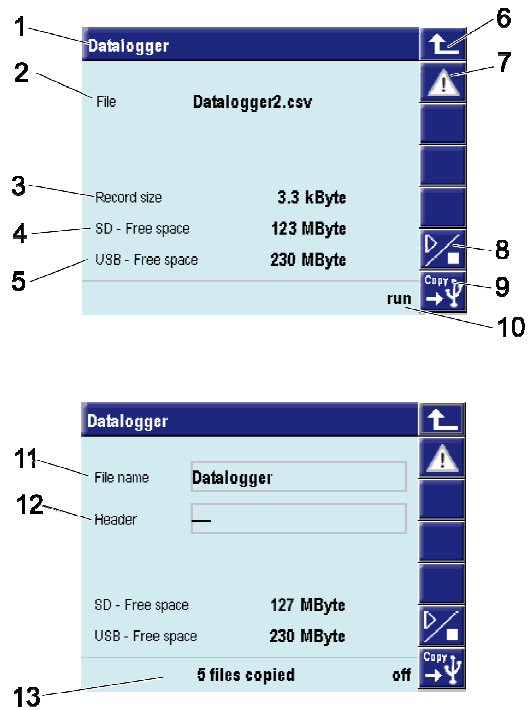 1
Datalogger
6
7
2
File Datalogger2.csv
3
Record size 3.3 kByte
4
SD - Free space 123 MByte
8
5
USB - Free space 230 MByte
Copy
9
run
10
Datalogger
11
File name Datalogger
12
Header
SD - Free space 127 MByte
USB - Free space 230 MByte
Copy
13
5 files copied off